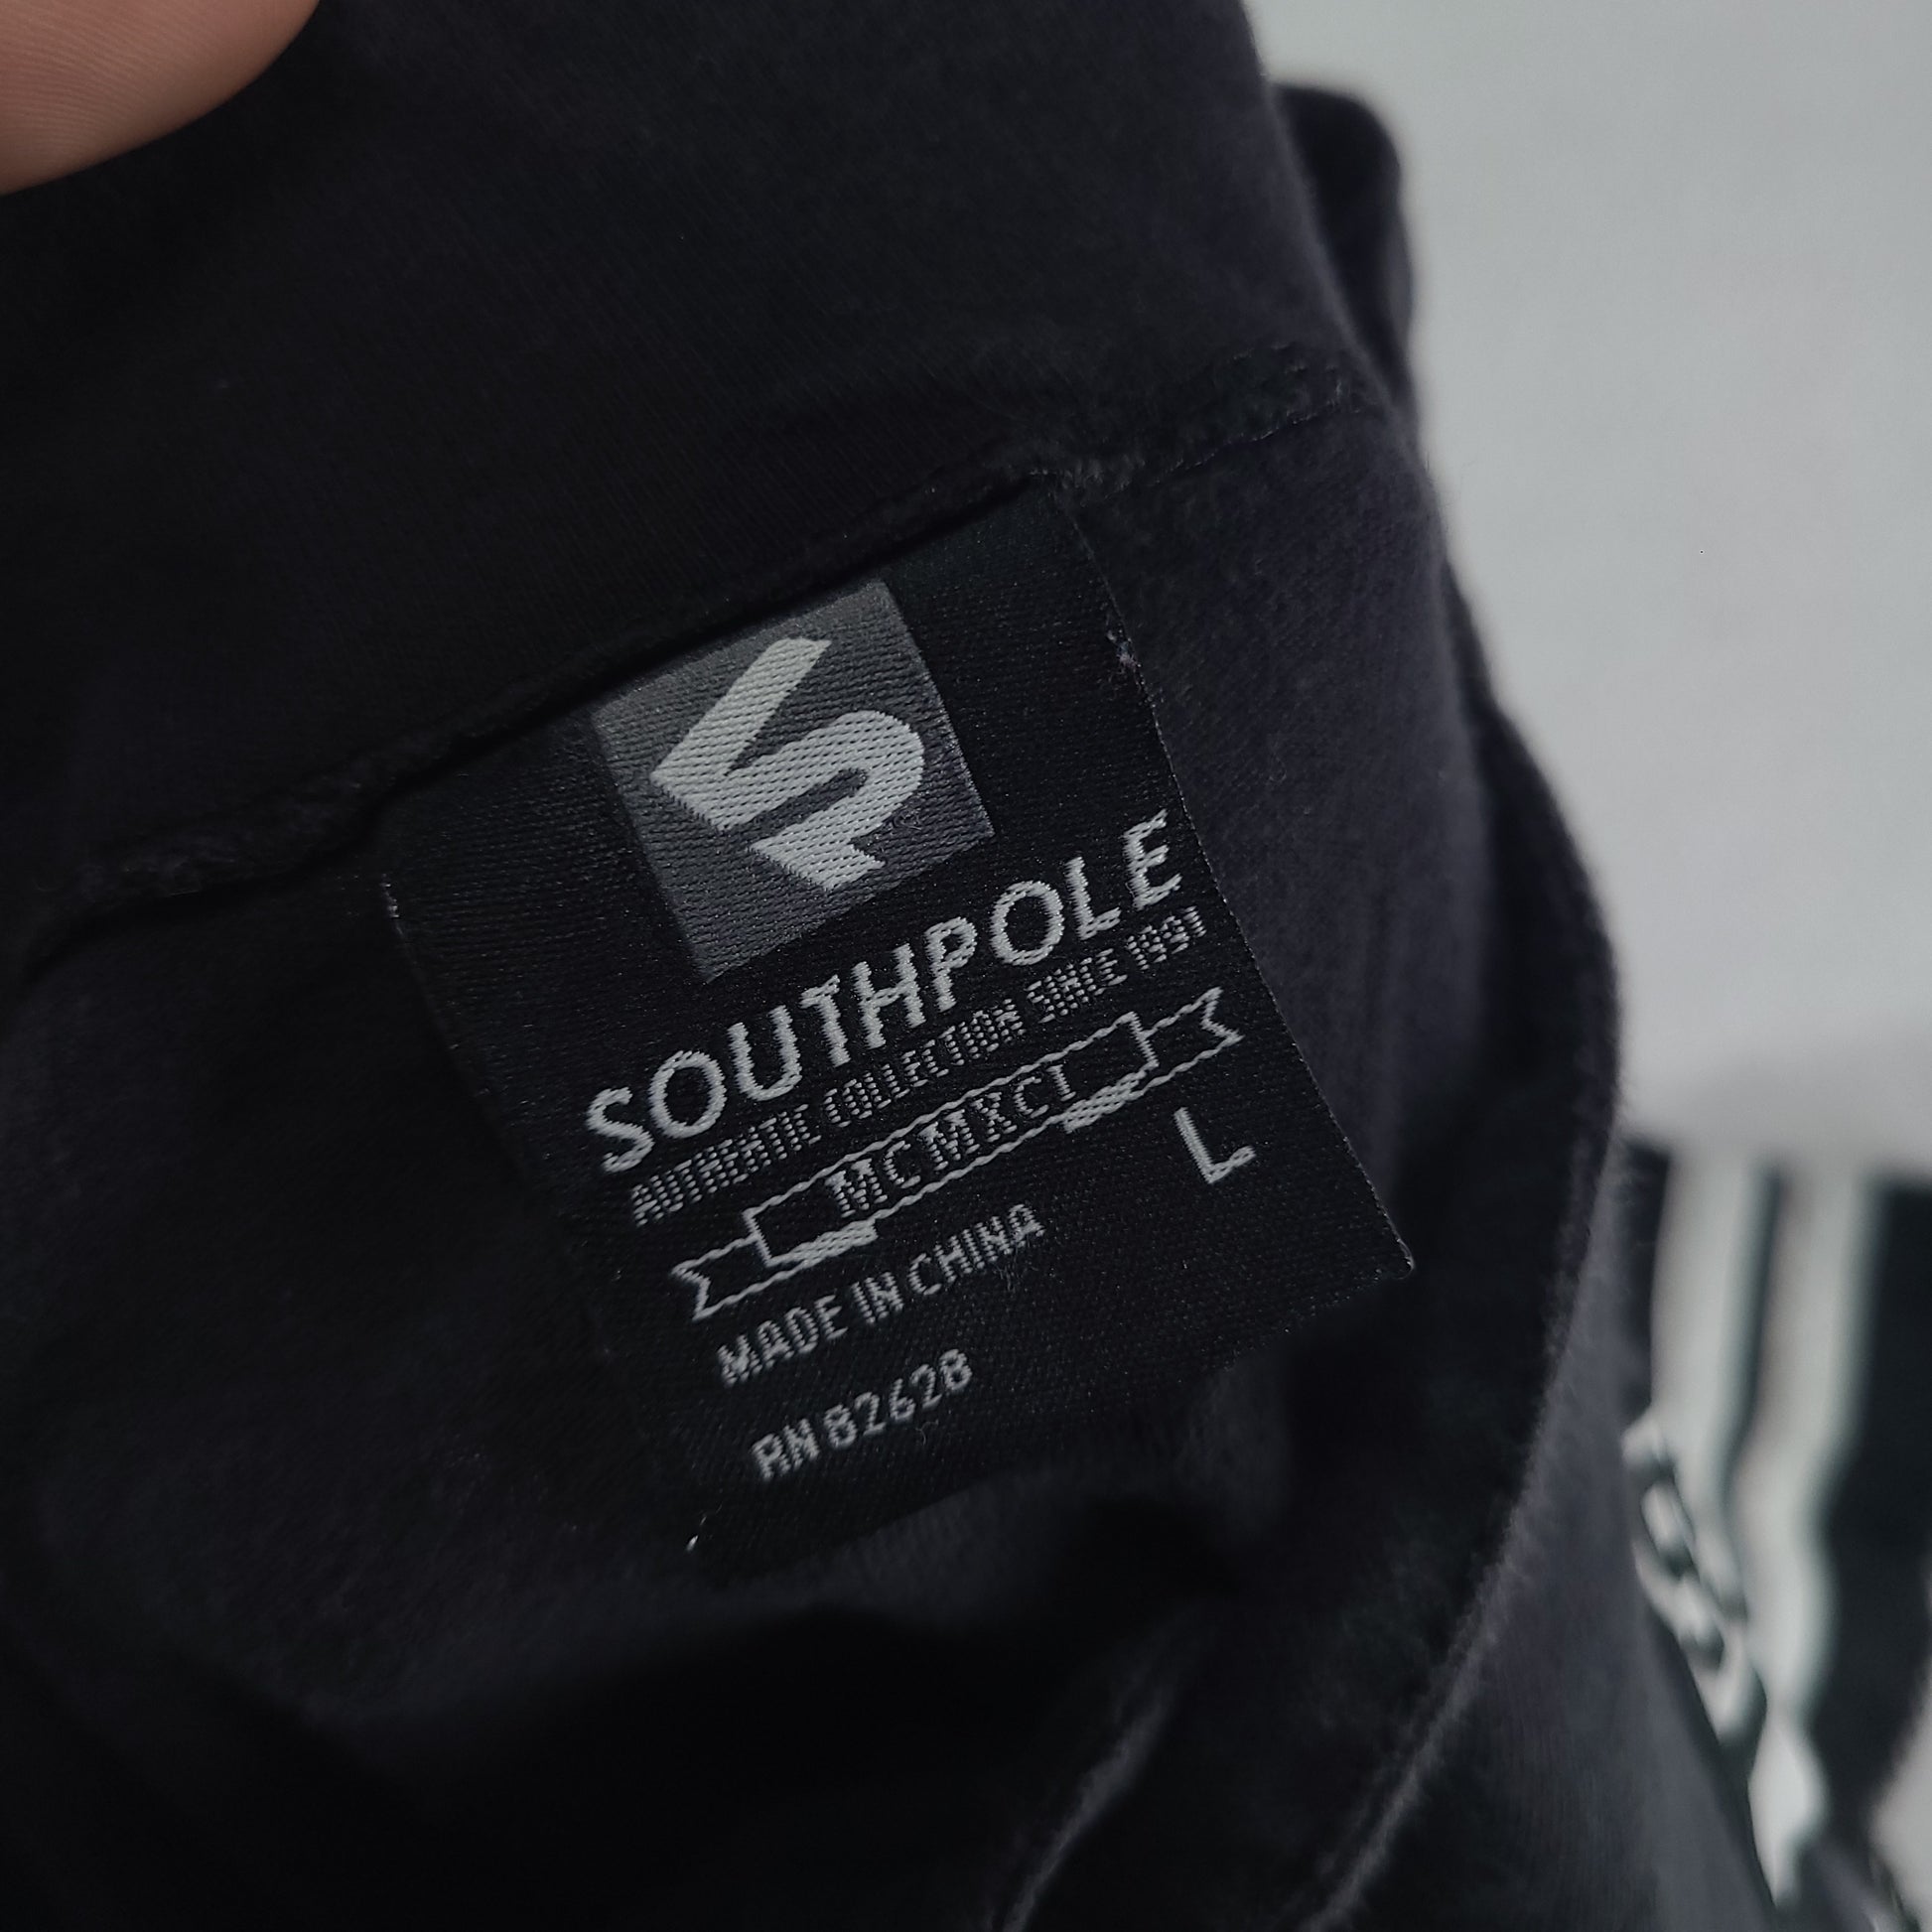 SOUTHPOLE
AUTHENTIC COLLECTION SINCE 1991
MCMXCI
L
MADE IN CHINA
RN 82628